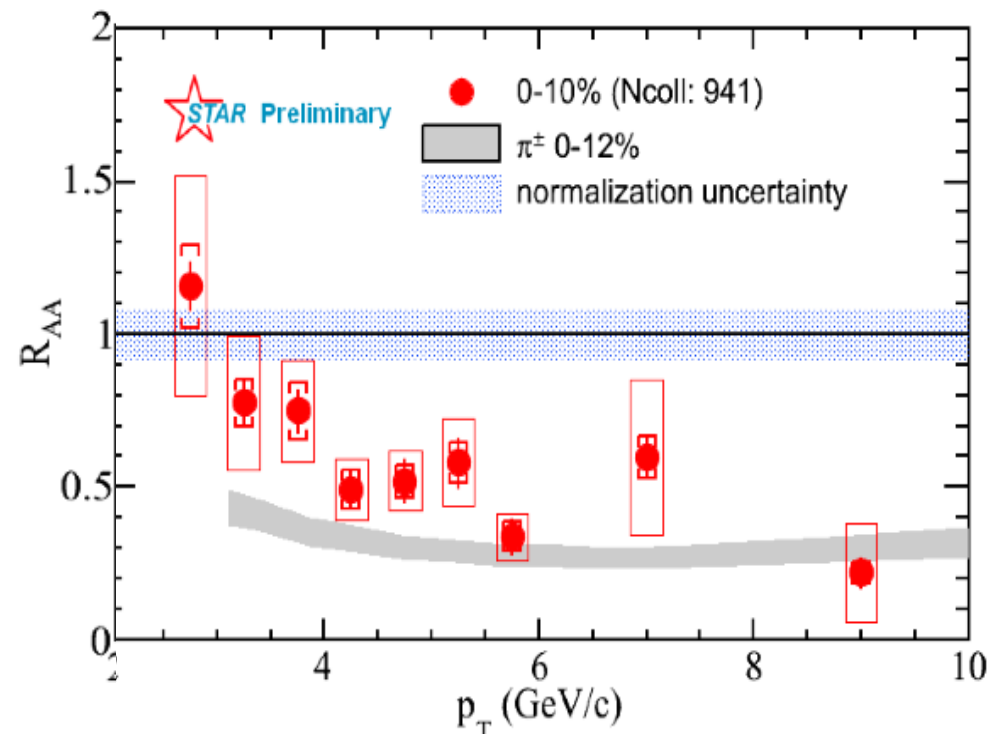 2
STAR Preliminary
0-10% (Ncoll: 941)
π± 0-12%
normalization uncertainty
1.5
1
0.5
0
R_AA
2 4 6 8 10
p_T (GeV/c)